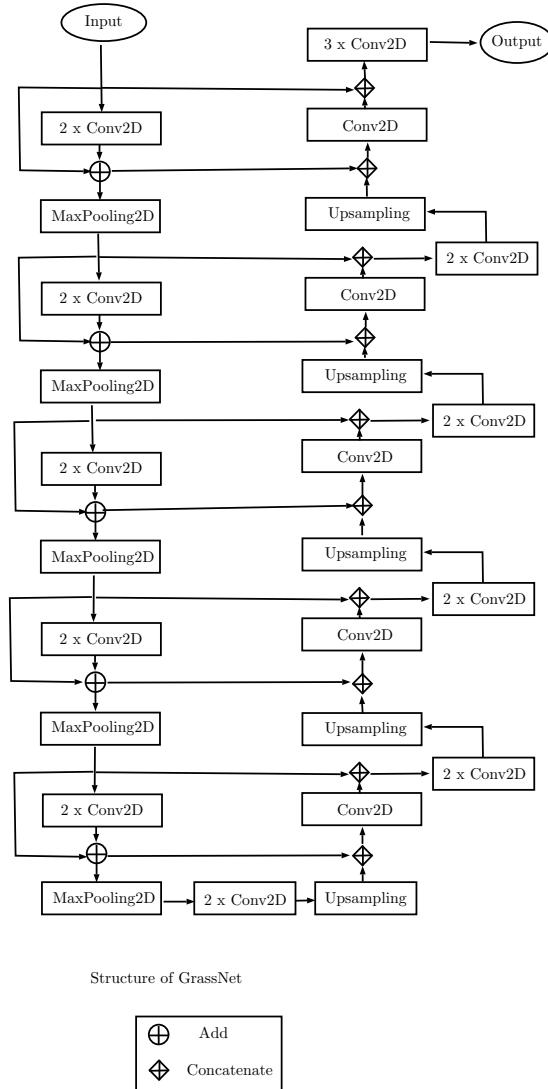 Input
2 x Conv2D
MaxPooling2D
2 x Conv2D
MaxPooling2D
2 x Conv2D
MaxPooling2D
2 x Conv2D
MaxPooling2D
2 x Conv2D
MaxPooling2D
2 x Conv2D
Upsampling
Conv2D
2 x Conv2D
Upsampling
Conv2D
2 x Conv2D
Upsampling
Conv2D
2 x Conv2D
Upsampling
Conv2D
2 x Conv2D
Upsampling
Conv2D
3 x Conv2D
Output
Structure of GrassNet
Add
Concatenate